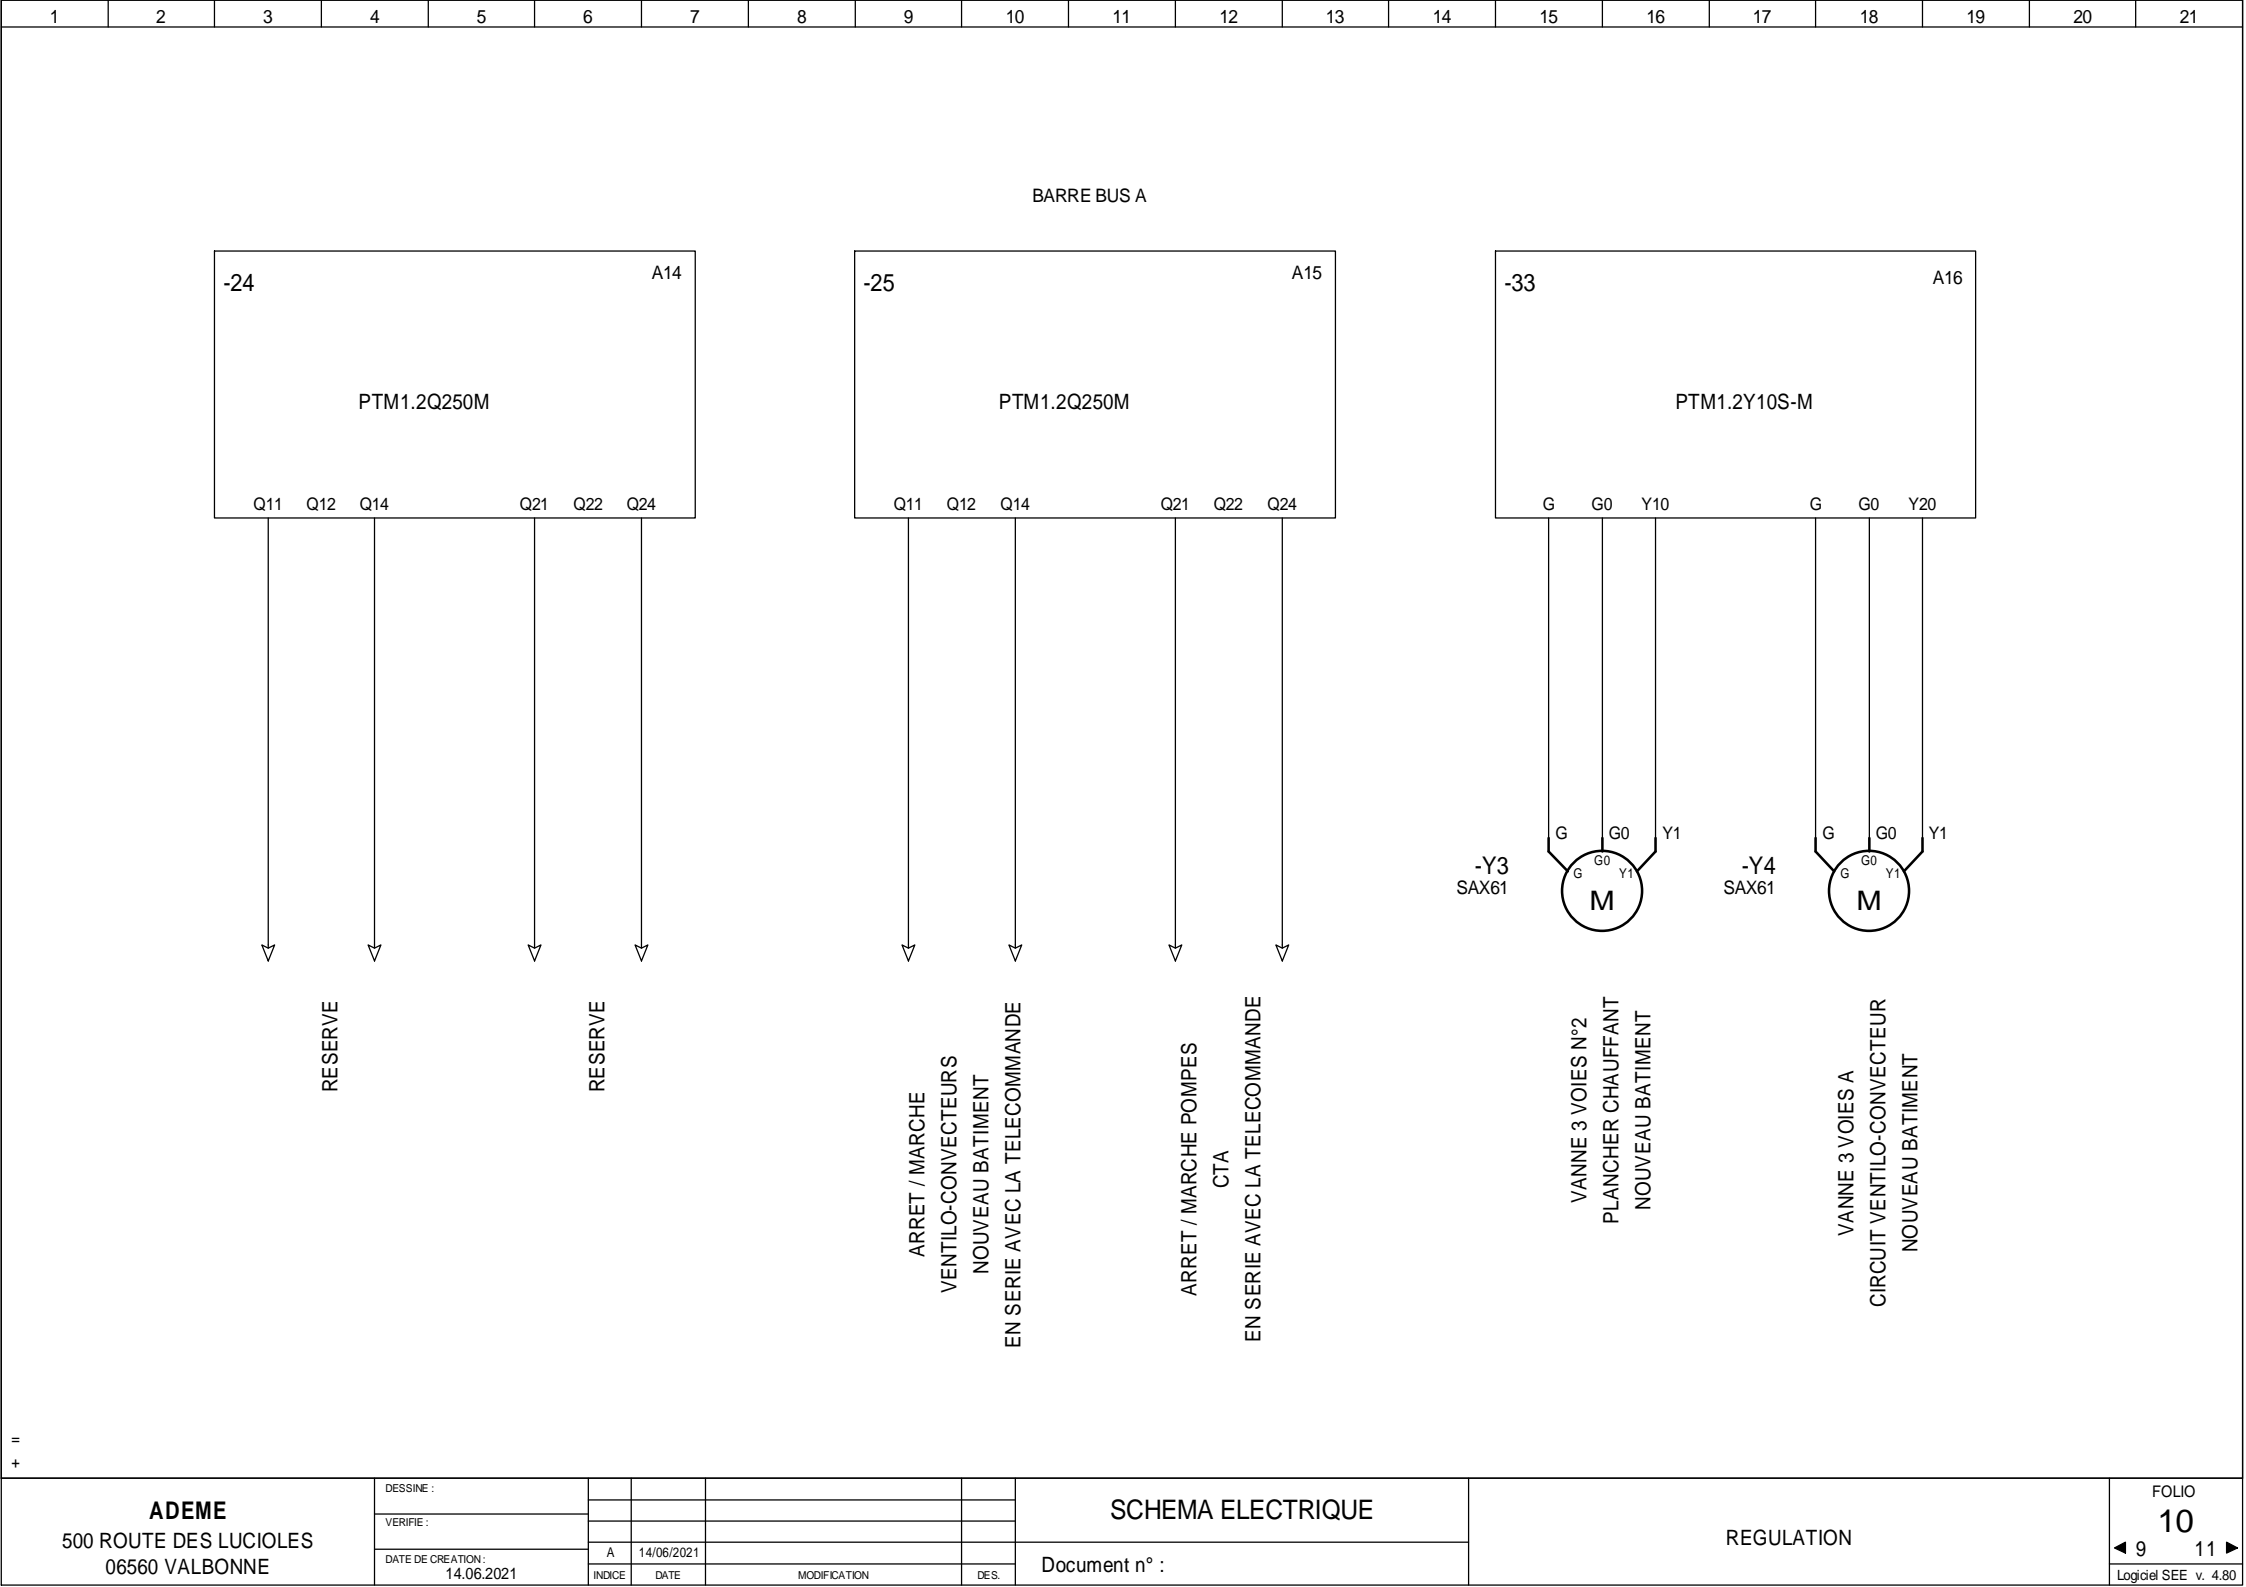 1 2 3 4 5 6 7 8 9 10 11 12 13 14 15 16 17 18 19 20 21
BARRE BUS A
-24 A14
PTM1.2Q250M
Q11 Q12 Q14 Q21 Q22 Q24
-25 A15
PTM1.2Q250M
Q11 Q12 Q14 Q21 Q22 Q24
-33 A16
PTM1.2Y10S-M
G G0 Y10 G G0 Y20
G G0 Y1
-Y3
SAX61
G G0 Y1
M
G G0 Y1
-Y4
SAX61
G G0 Y1
M
RESERVE
RESERVE
ARRET / MARCHE
VENTILO-CONVECTEURS
NOUVEAU BATIMENT
EN SERIE AVEC LA TELECOMMANDE
ARRET / MARCHE POMPES
CTA
EN SERIE AVEC LA TELECOMMANDE
VANNE 3 VOIES N°2
PLANCHER CHAUFFANT
NOUVEAU BATIMENT
VANNE 3 VOIES A
CIRCUIT VENTILO-CONVECTEUR
NOUVEAU BATIMENT
=
+
ADEME
500 ROUTE DES LUCIOLES
06560 VALBONNE
DESSINE :
VERIFIE :
DATE DE CREATION :
14.06.2021
A 14/06/2021
INDICE DATE MODIFICATION DES.
SCHEMA ELECTRIQUE
Document n° :
REGULATION
FOLIO
10
9 11
Logiciel SEE v. 4.80